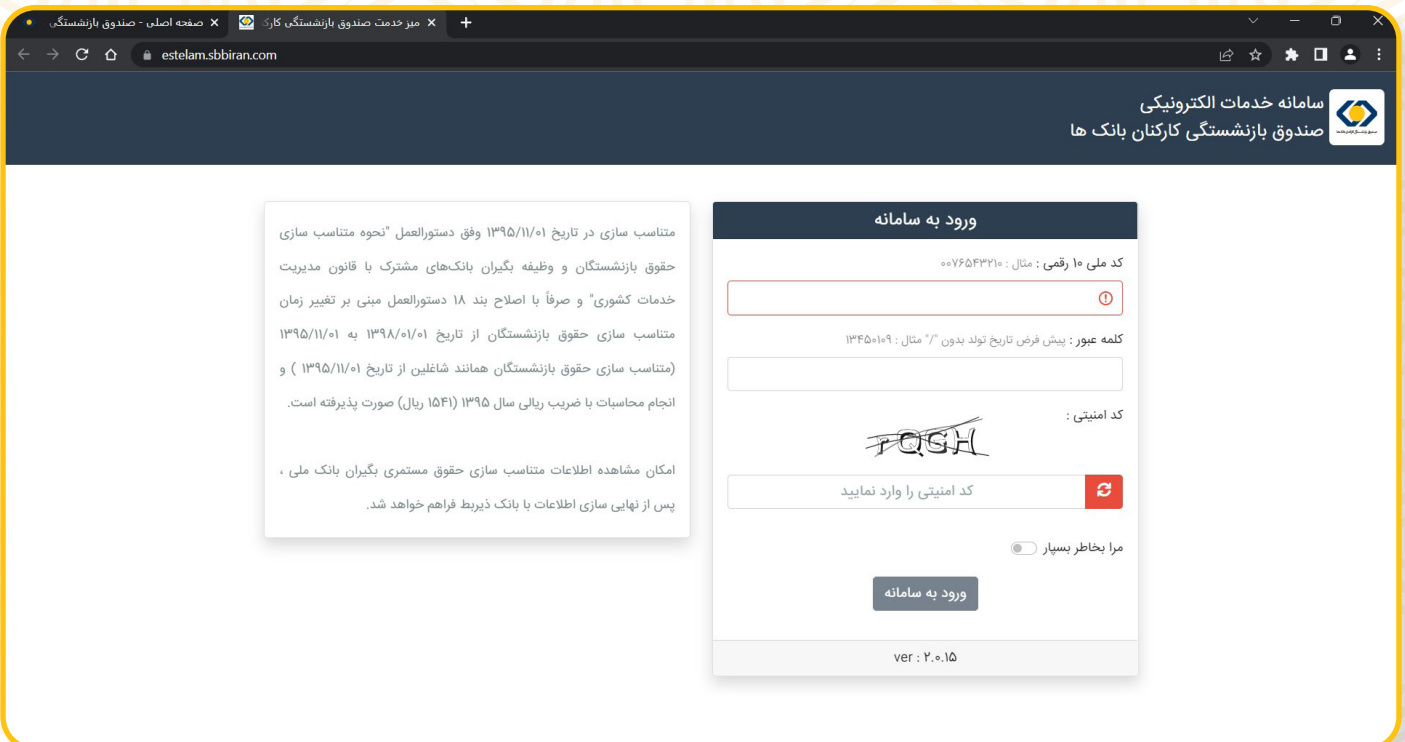 صفحه اصلی - صندوق بازنشستگی
میز خدمت صندوق بازنشستگی کارک
estelam.sbbiran.com
سامانه خدمات الکترونیکی
صندوق بازنشستگی کارکنان بانک ها
ورود به سامانه
کد ملی ۱۰ رقمی : مثال : ۰۰۷۶۵۴۳۲۱۰
کلمه عبور : پیش فرض تاریخ تولد بدون "/" مثال : ۱۳۴۵۰۱۰۹
کد امنیتی :
کد امنیتی را وارد نمایید
مرا بخاطر بسپار
ورود به سامانه
ver : ۲.۰.۱۵
متناسب سازی در تاریخ ۱۳۹۵/۱۱/۰۱ وفق دستورالعمل "نحوه متناسب سازی
حقوق بازنشستگان و وظیفه بگیران بانک‌های مشترک با قانون مدیریت
خدمات کشوری" و صرفاً با اصلاح بند ۱۸ دستورالعمل مبنی بر تغییر زمان
متناسب سازی حقوق بازنشستگان از تاریخ ۱۳۹۸/۰۱/۰۱ به ۱۳۹۵/۱۱/۰۱
(متناسب سازی حقوق بازنشستگان همانند شاغلین از تاریخ ۱۳۹۵/۱۱/۰۱ ) و
انجام محاسبات با ضریب ریالی سال ۱۳۹۵ (۱۵۴۱ ریال) صورت پذیرفته است.
امکان مشاهده اطلاعات متناسب سازی حقوق مستمری بگیران بانک ملی ،
پس از نهایی سازی اطلاعات با بانک ذیربط فراهم خواهد شد.